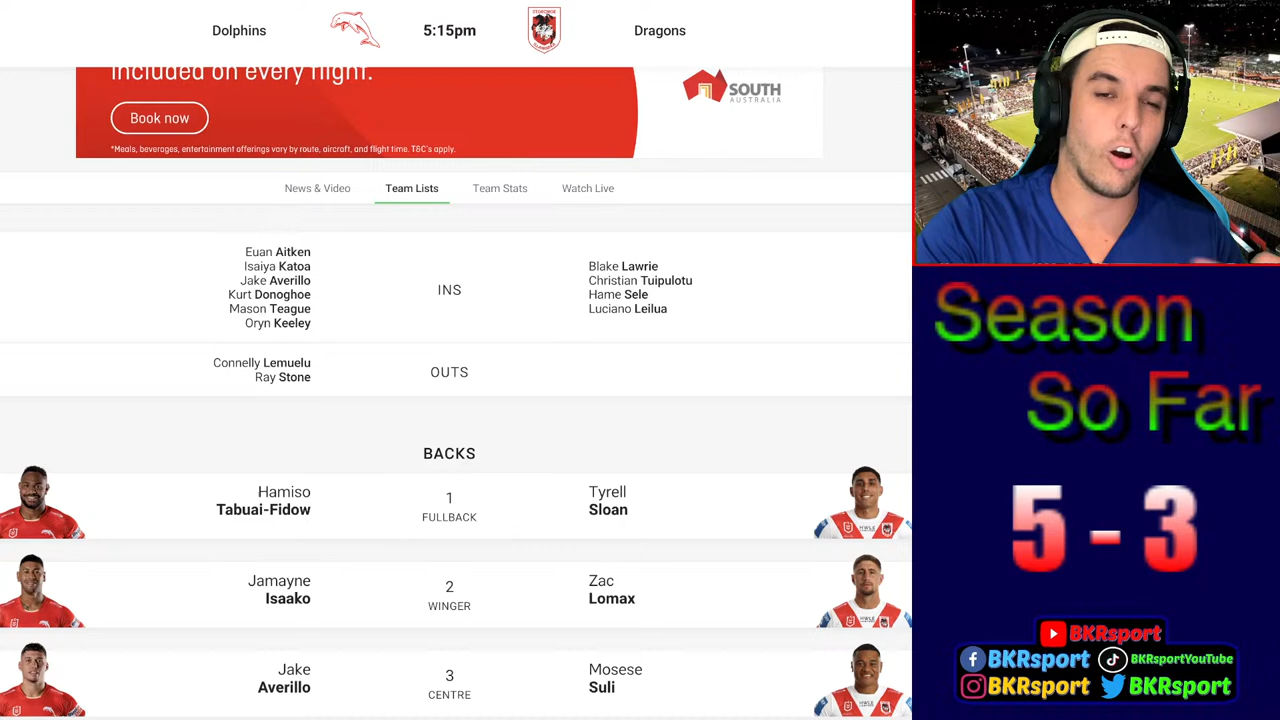 Dolphins
5:15pm
Dragons
included on every flight.
Book now
*Meals, beverages, entertainment offerings vary by route, aircraft, and flight time. T&C's apply.
SOUTH
AUSTRALIA
News & Video
Team Lists
Team Stats
Watch Live
Euan Aitken
Isaiya Katoa
Jake Averillo
Kurt Donoghoe
Mason Teague
Oryn Keeley
INS
Blake Lawrie
Christian Tuipulotu
Hame Sele
Luciano Leilua
Connelly Lemuelu
Ray Stone
OUTS
BACKS
Hamiso
Tabuai-Fidow
1
FULLBACK
Tyrell
Sloan
Jamayne
Isaako
2
WINGER
Zac
Lomax
Jake
Averillo
3
CENTRE
Mosese
Suli
Season
So Far
5 - 3
BKRsport
BKRsport
BKRsportYouTube
BKRsport
BKRsport